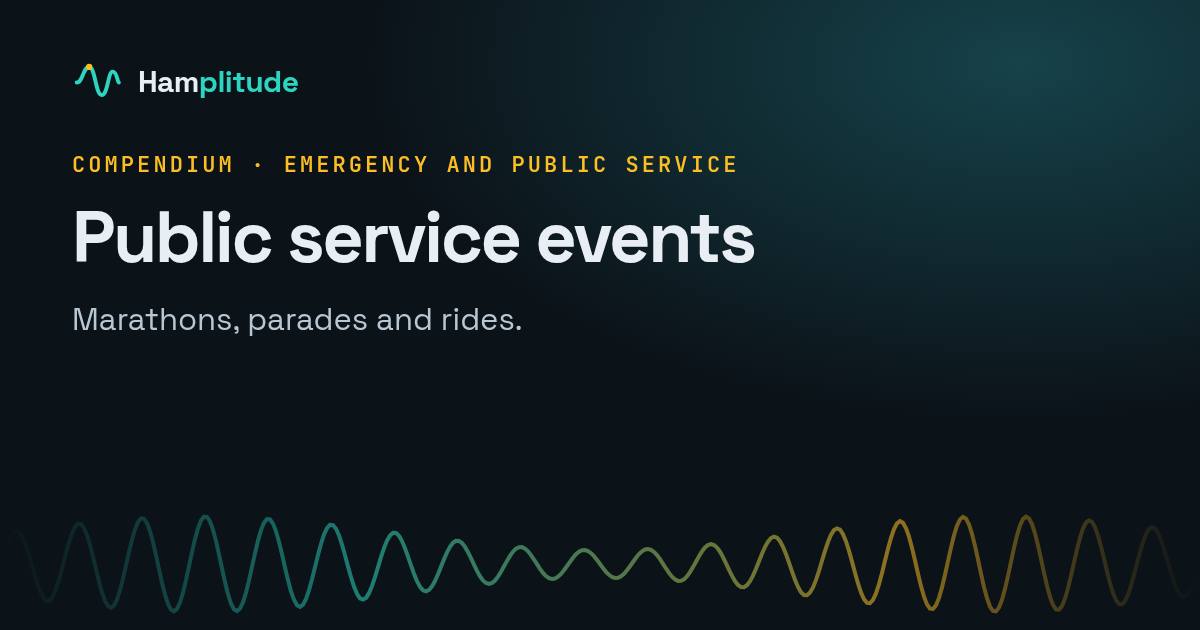 Hamplitude
COMPENDIUM · EMERGENCY AND PUBLIC SERVICE
Public service events
Marathons, parades and rides.